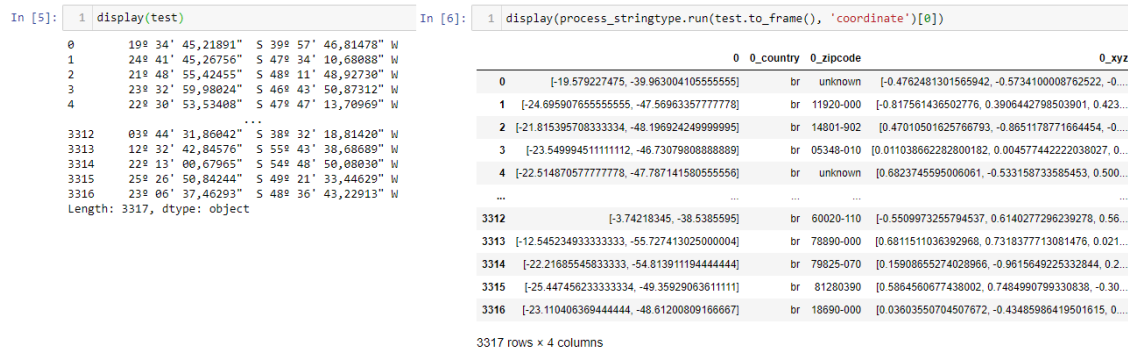 In [5]: 1 display(test)
0 19º 34' 45,21891" S 39º 57' 46,81478" W
1 24º 41' 45,26756" S 47º 34' 10,68088" W
2 21º 48' 55,42455" S 48º 11' 48,92730" W
3 23º 32' 59,98024" S 46º 43' 50,87312" W
4 22º 30' 53,53408" S 47º 47' 13,70969" W
...
3312 03º 44' 31,86042" S 38º 32' 18,81420" W
3313 12º 32' 42,84576" S 55º 43' 38,68689" W
3314 22º 13' 00,67965" S 54º 48' 50,08030" W
3315 25º 26' 50,84244" S 49º 21' 33,44629" W
3316 23º 06' 37,46293" S 48º 36' 43,22913" W
Length: 3317, dtype: object
In [6]: 1 display(process_stringtype.run(test.to_frame(), 'coordinate')[0])
0 0_country 0_zipcode 0_xyz
0 [-19.579227475, -39.963004105555555] br unknown [-0.4762481301565942, -0.5734100008762522, -0....
1 [-24.695907655555555, -47.56963357777778] br 11920-000 [-0.817561436502776, 0.3906442798503901, 0.423...
2 [-21.815395708333334, -48.196924249999995] br 14801-902 [0.47010501625766793, -0.8651178771664454, -0....
3 [-23.549994511111112, -46.73079808888889] br 05348-010 [0.011038662282800182, 0.004577442222038027, 0...
4 [-22.514870577777778, -47.787141580555556] br unknown [0.6823745595006061, -0.533158733585453, 0.500...
... ... ... ... ...
3312 [-3.74218345, -38.5385595] br 60020-110 [-0.5509973255794537, 0.6140277296239278, 0.56...
3313 [-12.545234933333333, -55.727413025000004] br 78890-000 [0.6811511036392968, 0.7318377713081476, 0.021...
3314 [-22.21685545833333, -54.813911194444444] br 79825-070 [0.15908655274028966, -0.9615649225332844, 0.2...
3315 [-25.447456233333334, -49.35929063611111] br 81280390 [0.5864560677438002, 0.7484990799330838, -0.30...
3316 [-23.110406369444444, -48.61200809166667] br 18690-000 [0.03603550704507672, -0.43485986419501615, 0....
3317 rows × 4 columns